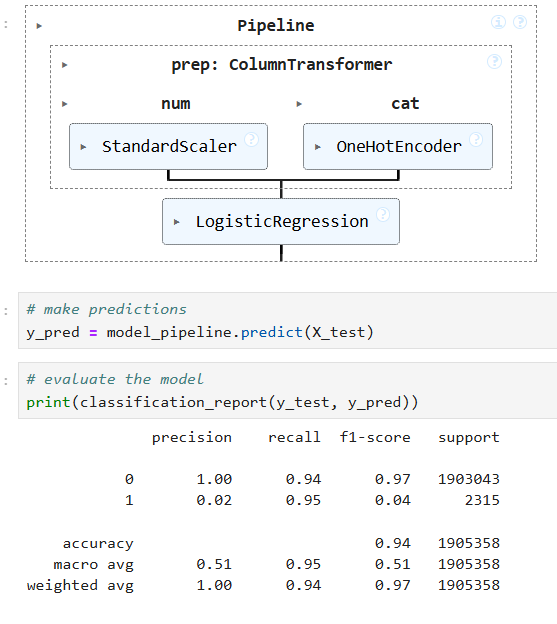 Pipeline
prep: ColumnTransformer
num cat
StandardScaler OneHotEncoder
LogisticRegression
# make predictions
y_pred = model_pipeline.predict(X_test)
# evaluate the model
print(classification_report(y_test, y_pred))
precision recall f1-score support
0 1.00 0.94 0.97 1903043
1 0.02 0.95 0.04 2315
accuracy 0.94 1905358
macro avg 0.51 0.95 0.51 1905358
weighted avg 1.00 0.94 0.97 1905358